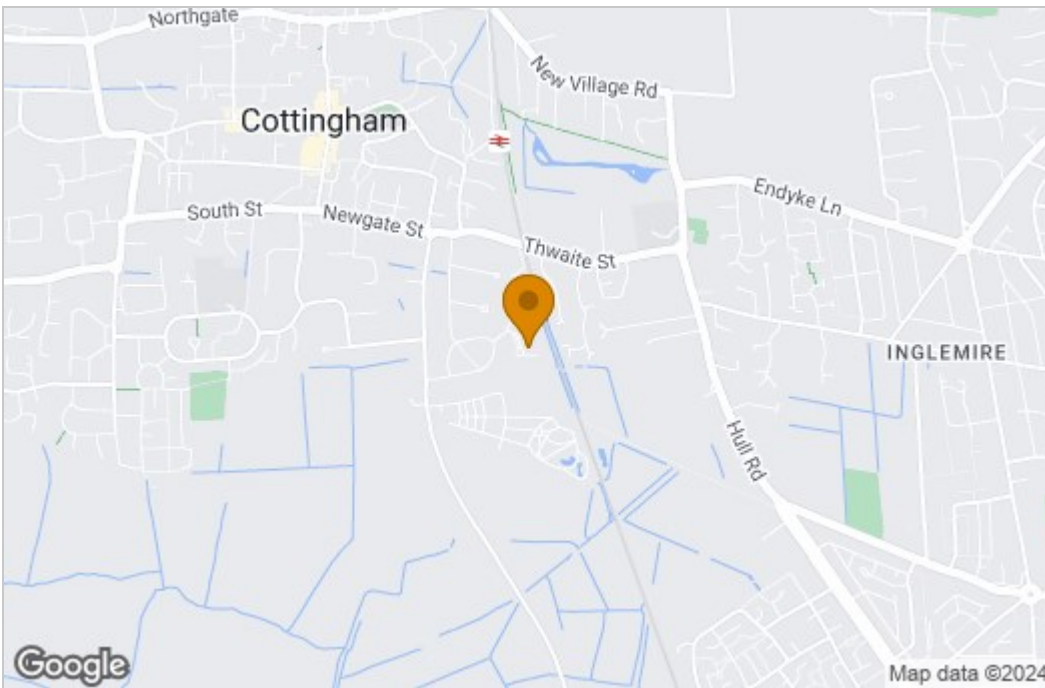 Northgate
New Village Rd
Cottingham
Endyke Ln
South St
Newgate St
Thwaite St
INGLEMIRE
Hull Rd
Google
Map data ©2024